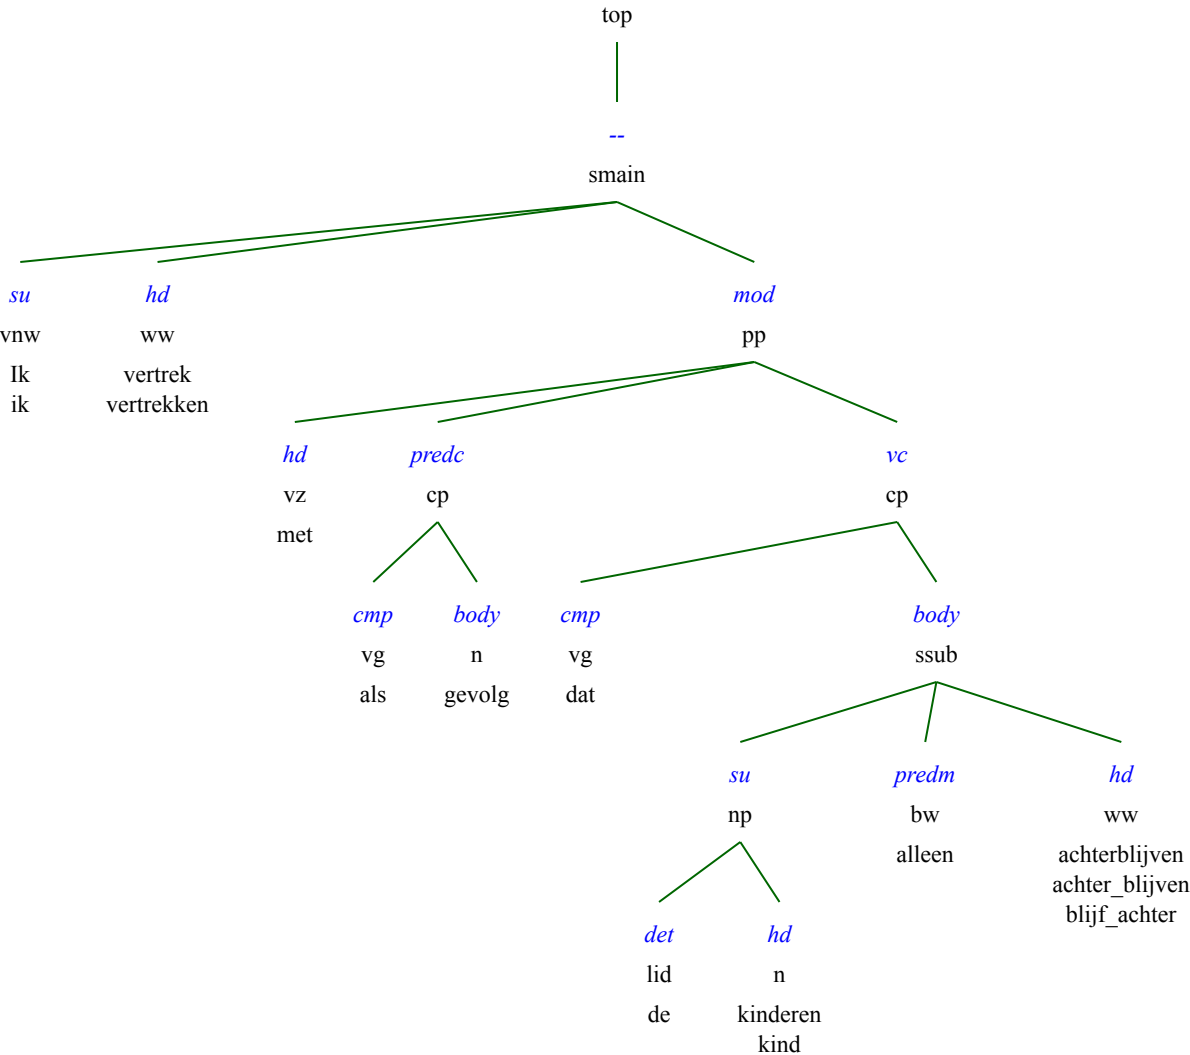 top
--
smain
su hd mod
vnw ww pp
Ik vertrek
ik vertrekken
hd predc vc
vz cp cp
met
cmp body cmp body
vg n vg ssub
als gevolg dat
su predm hd
np bw ww
alleen achterblijven
achter_blijven
blijf_achter
det hd
lid n
de kinderen
kind